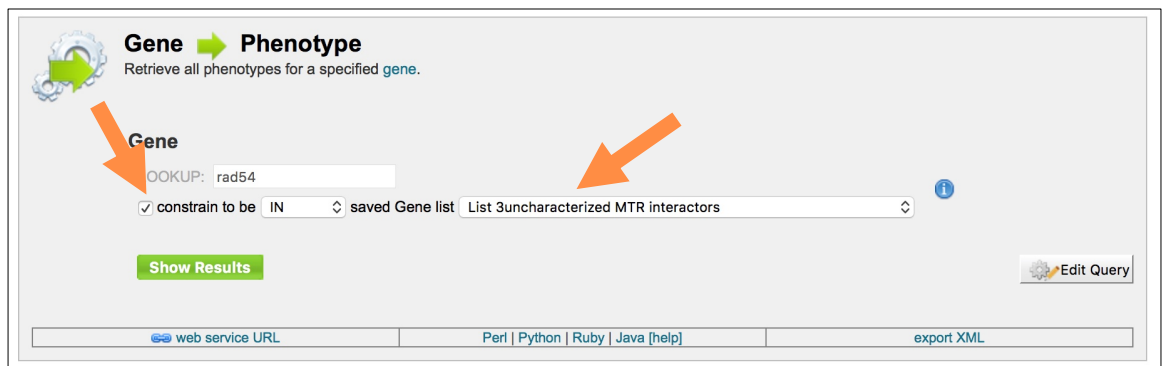 Gene Phenotype
Retrieve all phenotypes for a specified gene.
Gene
OOKUP: rad54
constrain to be IN saved Gene list List 3uncharacterized MTR interactors
Show Results
Edit Query
web service URL Perl | Python | Ruby | Java [help] export XML